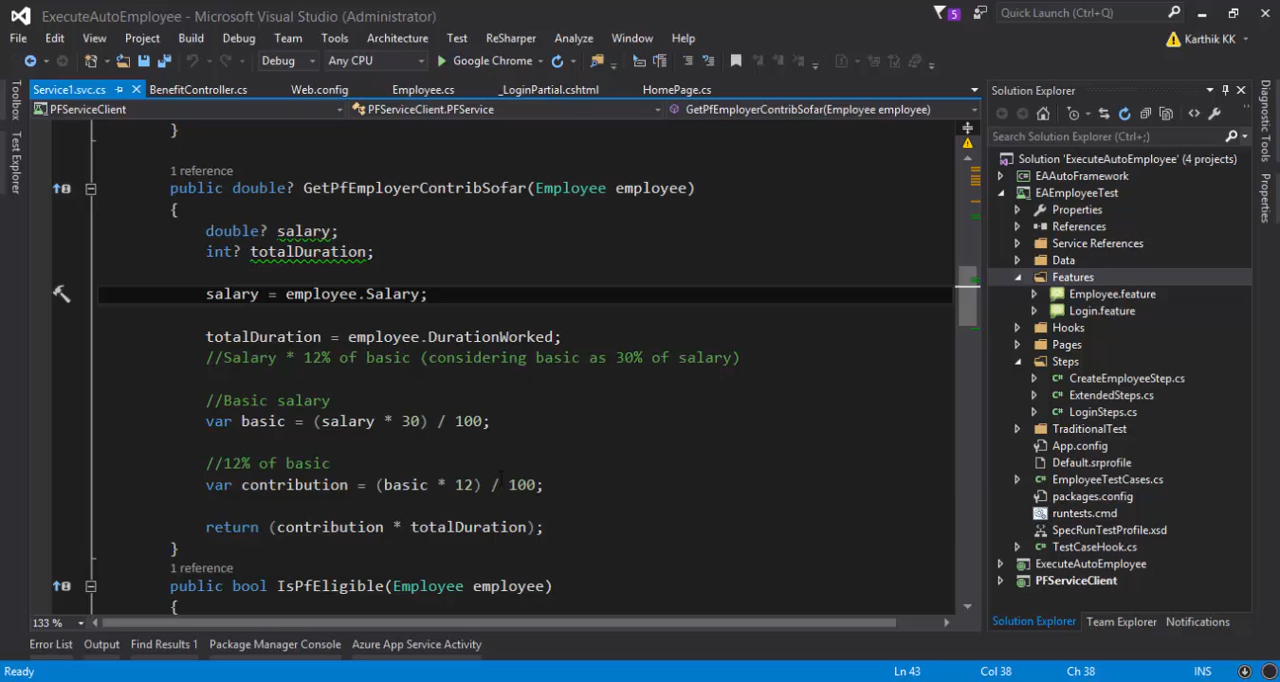 ExecuteAutoEmployee - Microsoft Visual Studio (Administrator)
5
Quick Launch (Ctrl+Q)
File Edit View Project Build Debug Team Tools Architecture Test ReSharper Analyze Window Help
Karthik KK
Debug Any CPU Google Chrome
Service1.svc.cs BenefitController.cs Web.config Employee.cs _LoginPartial.cshtml HomePage.cs
PFServiceClient PFServiceClient.PFService GetPfEmployerContribSofar(Employee employee)
Toolbox
Test Explorer
}
1 reference
public double? GetPfEmployerContribSofar(Employee employee)
{
double? salary;
int? totalDuration;
salary = employee.Salary;
totalDuration = employee.DurationWorked;
//Salary * 12% of basic (considering basic as 30% of salary)
//Basic salary
var basic = (salary * 30) / 100;
//12% of basic
var contribution = (basic * 12) / 100;
return (contribution * totalDuration);
}
1 reference
public bool IsPfEligible(Employee employee)
{
133 %
Solution Explorer
Search Solution Explorer (Ctrl+;)
Solution 'ExecuteAutoEmployee' (4 projects)
EAAutoFramework
EAEmployeeTest
Properties
References
Service References
Data
Features
Employee.feature
Login.feature
Hooks
Pages
Steps
CreateEmployeeStep.cs
ExtendedSteps.cs
LoginSteps.cs
TraditionalTest
App.config
Default.srprofile
EmployeeTestCases.cs
packages.config
runtests.cmd
SpecRunTestProfile.xsd
TestCaseHook.cs
ExecuteAutoEmployee
PFServiceClient
Solution Explorer Team Explorer Notifications
Diagnostic Tools
Properties
Error List Output Find Results 1 Package Manager Console Azure App Service Activity
Ready Ln 43 Col 38 Ch 38 INS